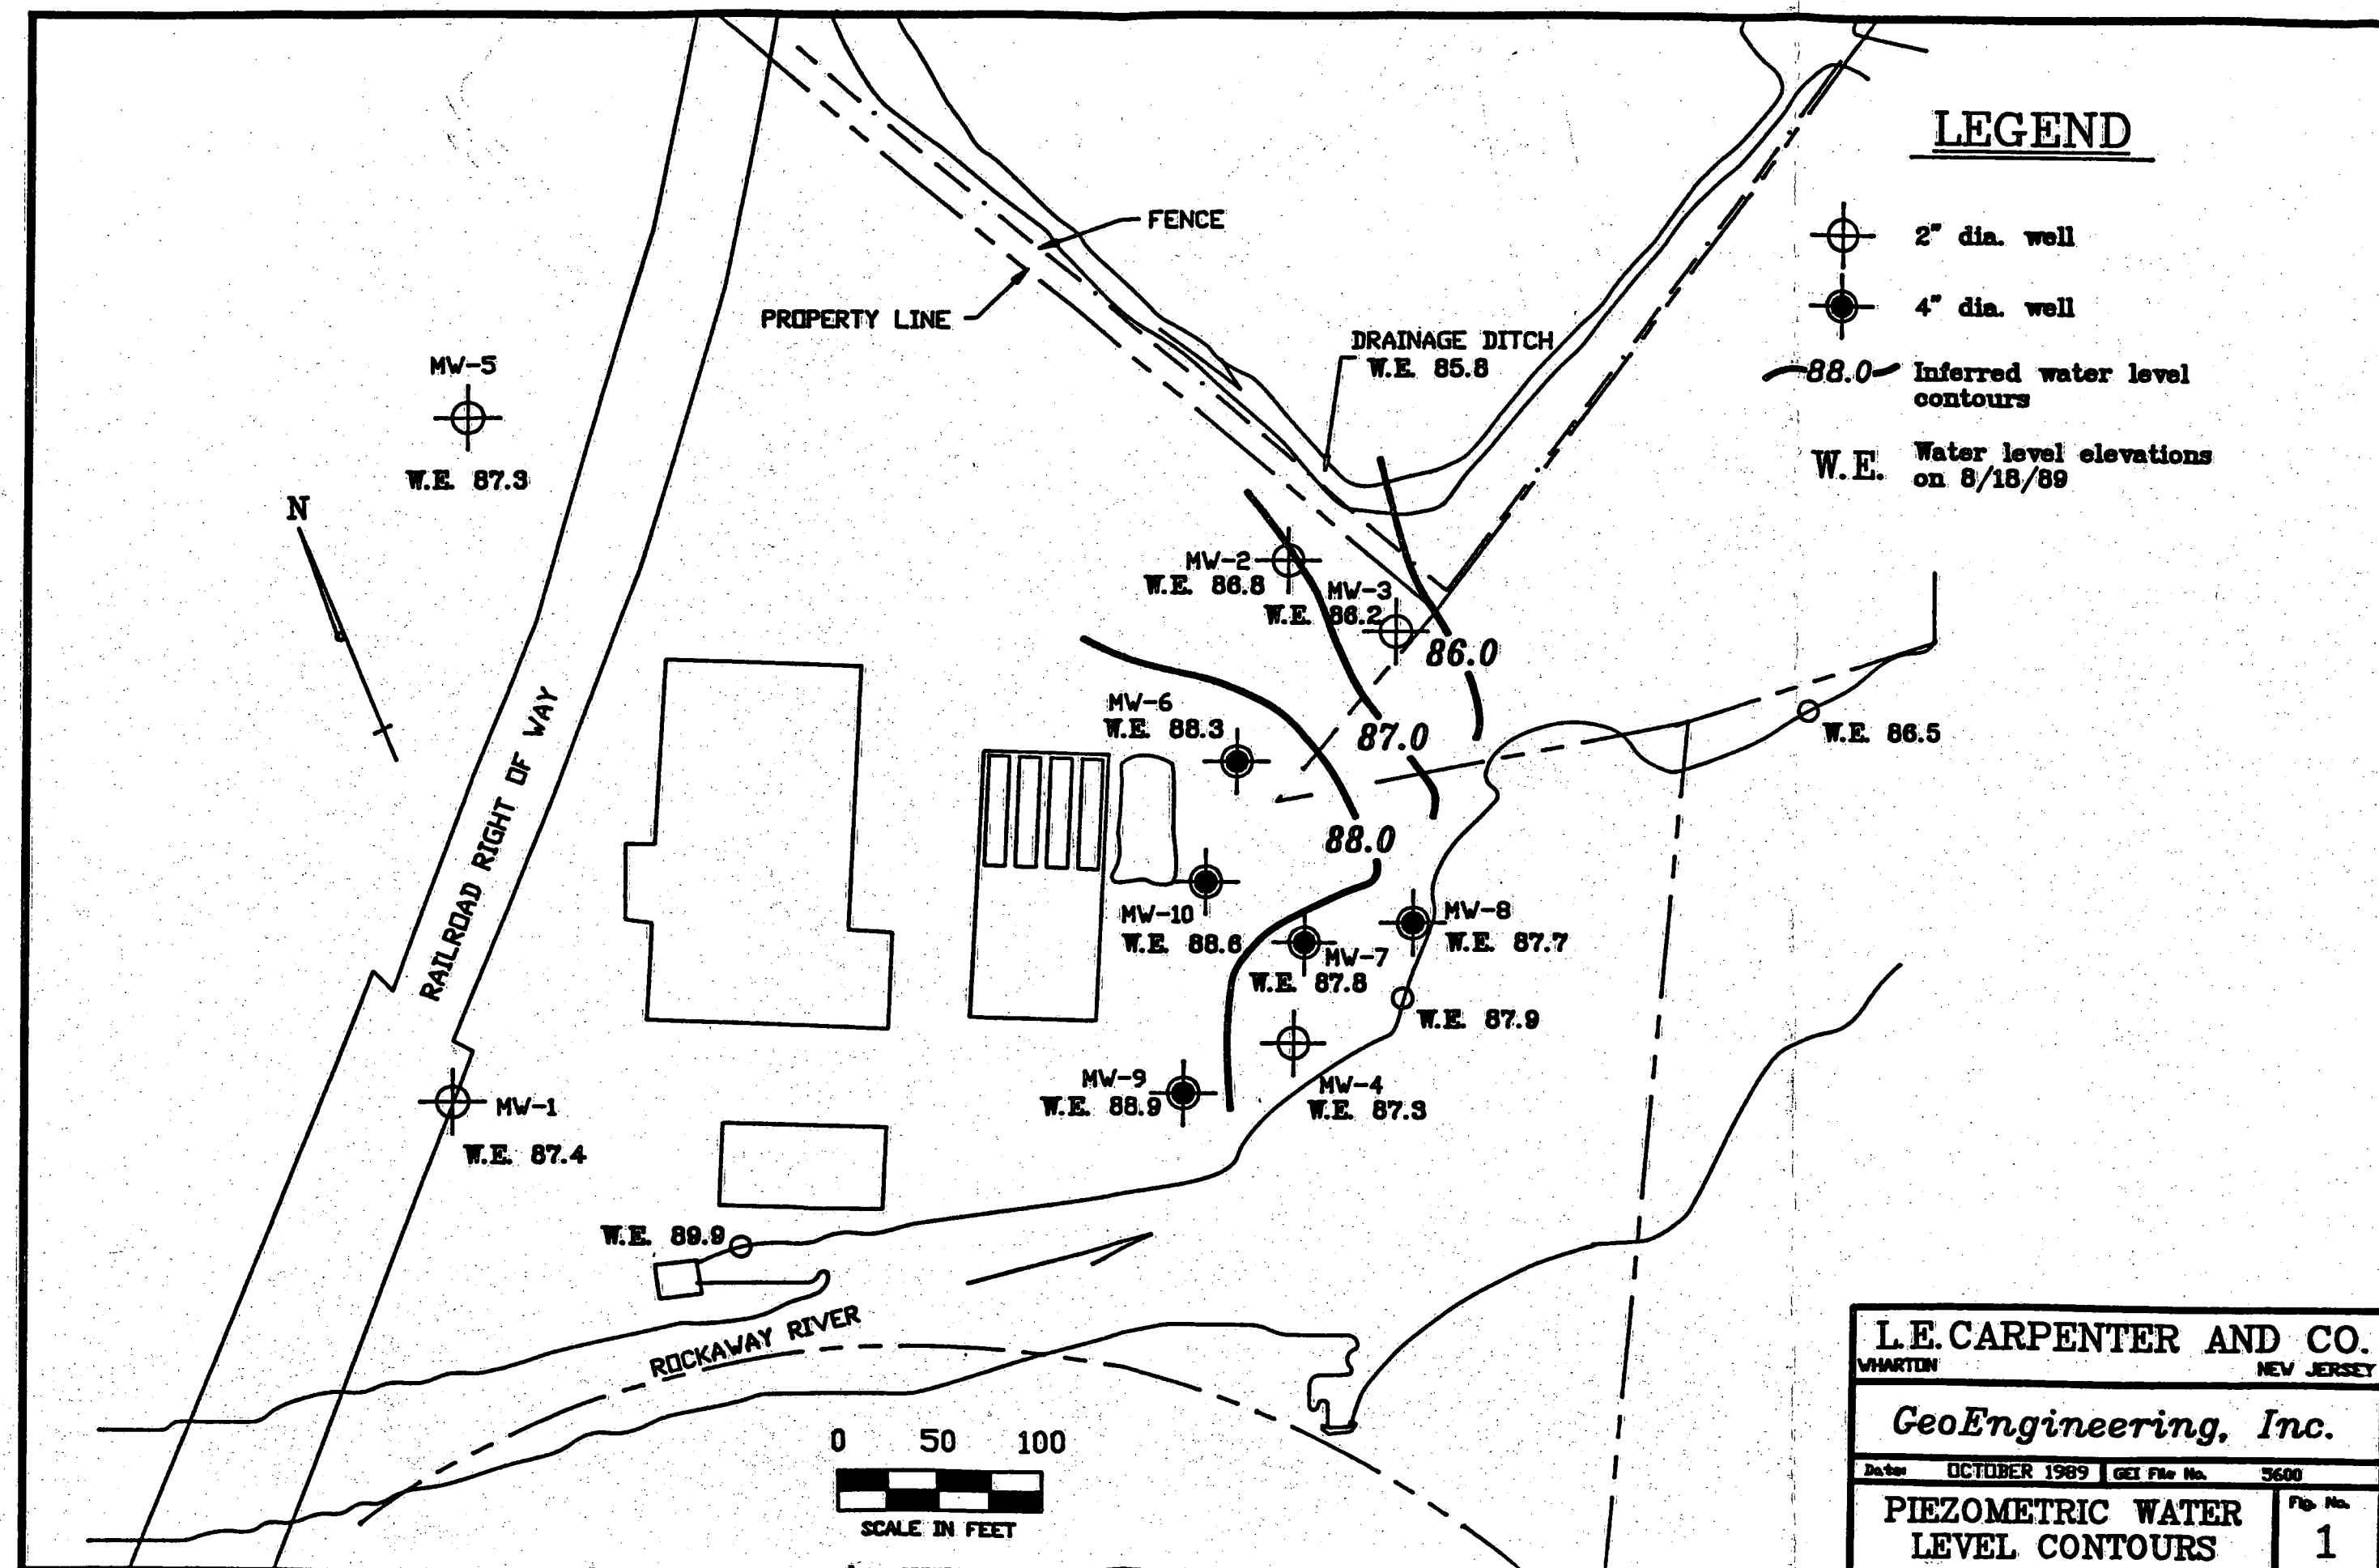 LEGEND
2" dia. well
4" dia. well
88.0 Inferred water level
contours
W.E. Water level elevations
on 8/18/89
FENCE
PROPERTY LINE
DRAINAGE DITCH
W.E. 85.8
MW-5
W.E. 87.3
N
MW-2
W.E. 86.8
MW-3
W.E. 86.2
86.0
MW-6
W.E. 88.3
87.0
W.E. 86.5
RAILROAD RIGHT OF WAY
88.0
MW-10
W.E. 88.6
MW-8
W.E. 87.7
MW-7
W.E. 87.8
W.E. 87.9
MW-9
W.E. 88.9
MW-4
W.E. 87.3
MW-1
W.E. 87.4
W.E. 89.9
ROCKAWAY RIVER
0 50 100
SCALE IN FEET
L.E.CARPENTER AND CO.
WHARTON NEW JERSEY
GeoEngineering, Inc.
Date: OCTOBER 1989 GEI File No. 5600
PIEZOMETRIC WATER
LEVEL CONTOURS
Fig. No.
1